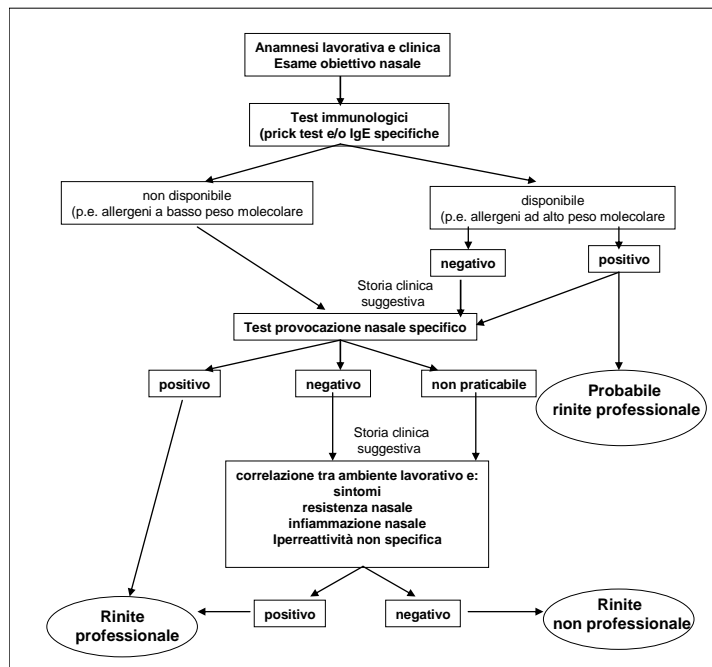 Anamnesi lavorativa e clinica
Esame obiettivo nasale
Test immunologici
(prick test e/o IgE specifiche
non disponibile
(p.e. allergeni a basso peso molecolare
disponibile
(p.e. allergeni ad alto peso molecolare
negativo
positivo
Storia clinica
suggestiva
Test provocazione nasale specifico
positivo
negativo
non praticabile
Probabile
rinite professionale
Storia clinica
suggestiva
correlazione tra ambiente lavorativo e:
sintomi
resistenza nasale
infiammazione nasale
Iperreattività non specifica
Rinite
professionale
positivo
negativo
Rinite
non professionale